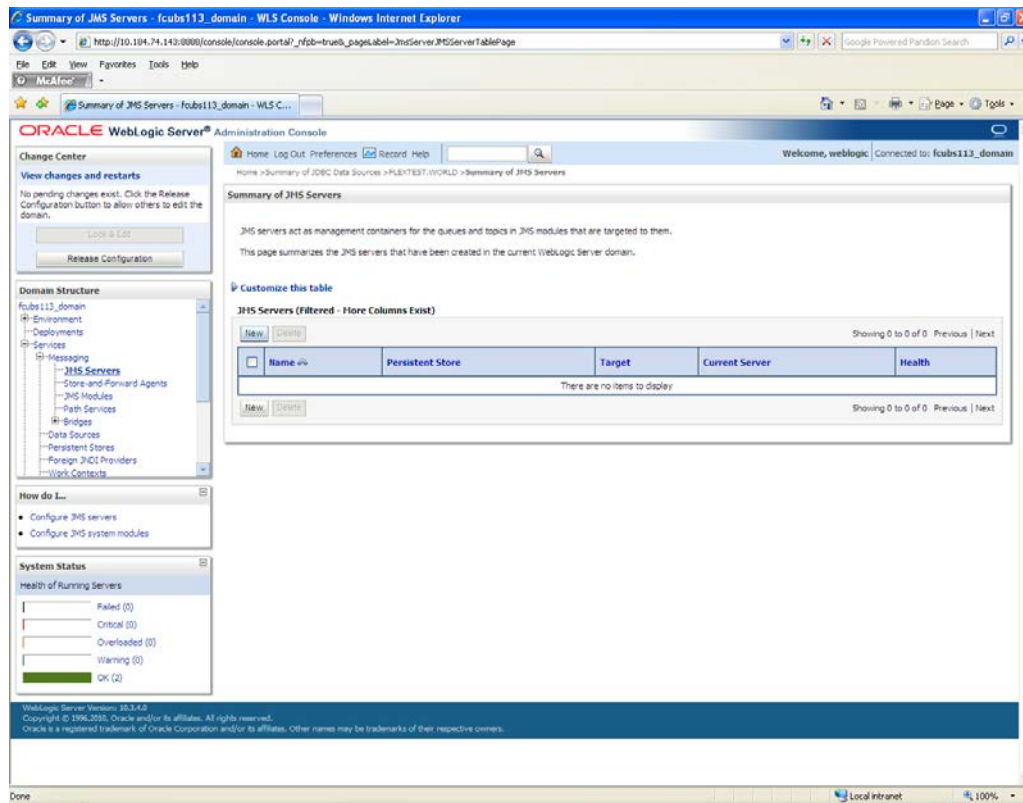 Summary of JMS Servers - fcubs113_domain - WLS Console - Windows Internet Explorer
http://10.184.74.143:8888/console/console.portal?_nfpb=true&_pageLabel=JmsServerJMSServerTablePage
Google Powered Pandion Search
File Edit View Favorites Tools Help
McAfee
Summary of JMS Servers - fcubs113_domain - WLS C...
Page Tools
ORACLE WebLogic Server® Administration Console
Change Center
View changes and restarts
No pending changes exist. Click the Release
Configuration button to allow others to edit the
domain.
Lock & Edit
Release Configuration
Domain Structure
fcubs113_domain
Environment
Deployments
Services
Messaging
JMS Servers
Store-and-Forward Agents
JMS Modules
Path Services
Bridges
Data Sources
Persistent Stores
Foreign JNDI Providers
Work Contexts
How do I...
Configure JMS servers
Configure JMS system modules
System Status
Health of Running Servers
Failed (0)
Critical (0)
Overloaded (0)
Warning (0)
OK (2)
Home Log Out Preferences Record Help
Welcome, weblogic Connected to: fcubs113_domain
Home >Summary of JDBC Data Sources >FLEXTEST.WORLD >Summary of JMS Servers
Summary of JMS Servers
JMS servers act as management containers for the queues and topics in JMS modules that are targeted to them.
This page summarizes the JMS servers that have been created in the current WebLogic Server domain.
Customize this table
JMS Servers (Filtered - More Columns Exist)
New Delete Showing 0 to 0 of 0 Previous | Next
Name Persistent Store Target Current Server Health
There are no items to display
New Delete Showing 0 to 0 of 0 Previous | Next
WebLogic Server Version: 10.3.4.0
Copyright © 1996,2010, Oracle and/or its affiliates. All rights reserved.
Oracle is a registered trademark of Oracle Corporation and/or its affiliates. Other names may be trademarks of their respective owners.
Done
Local intranet
100%